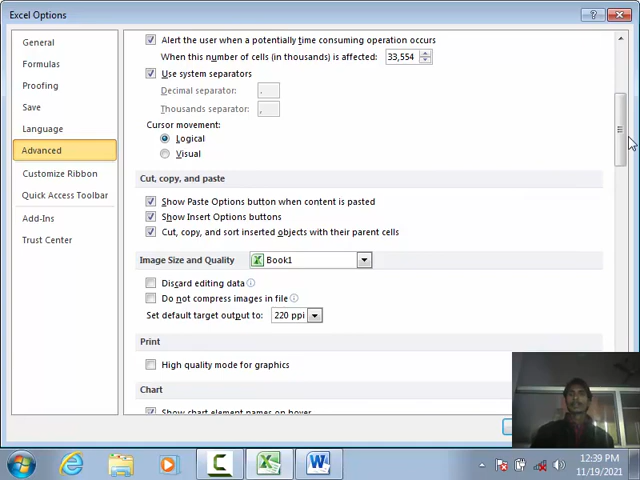 Excel Options
General
Formulas
Proofing
Save
Language
Advanced
Customize Ribbon
Quick Access Toolbar
Add-Ins
Trust Center
Alert the user when a potentially time consuming operation occurs
When this number of cells (in thousands) is affected: 33,554
Use system separators
Decimal separator: .
Thousands separator: ,
Cursor movement:
Logical
Visual
Cut, copy, and paste
Show Paste Options button when content is pasted
Show Insert Options buttons
Cut, copy, and sort inserted objects with their parent cells
Image Size and Quality Book1
Discard editing data
Do not compress images in file
Set default target output to: 220 ppi
Print
High quality mode for graphics
Chart
Show chart element names on hover
12:39 PM
11/19/2021